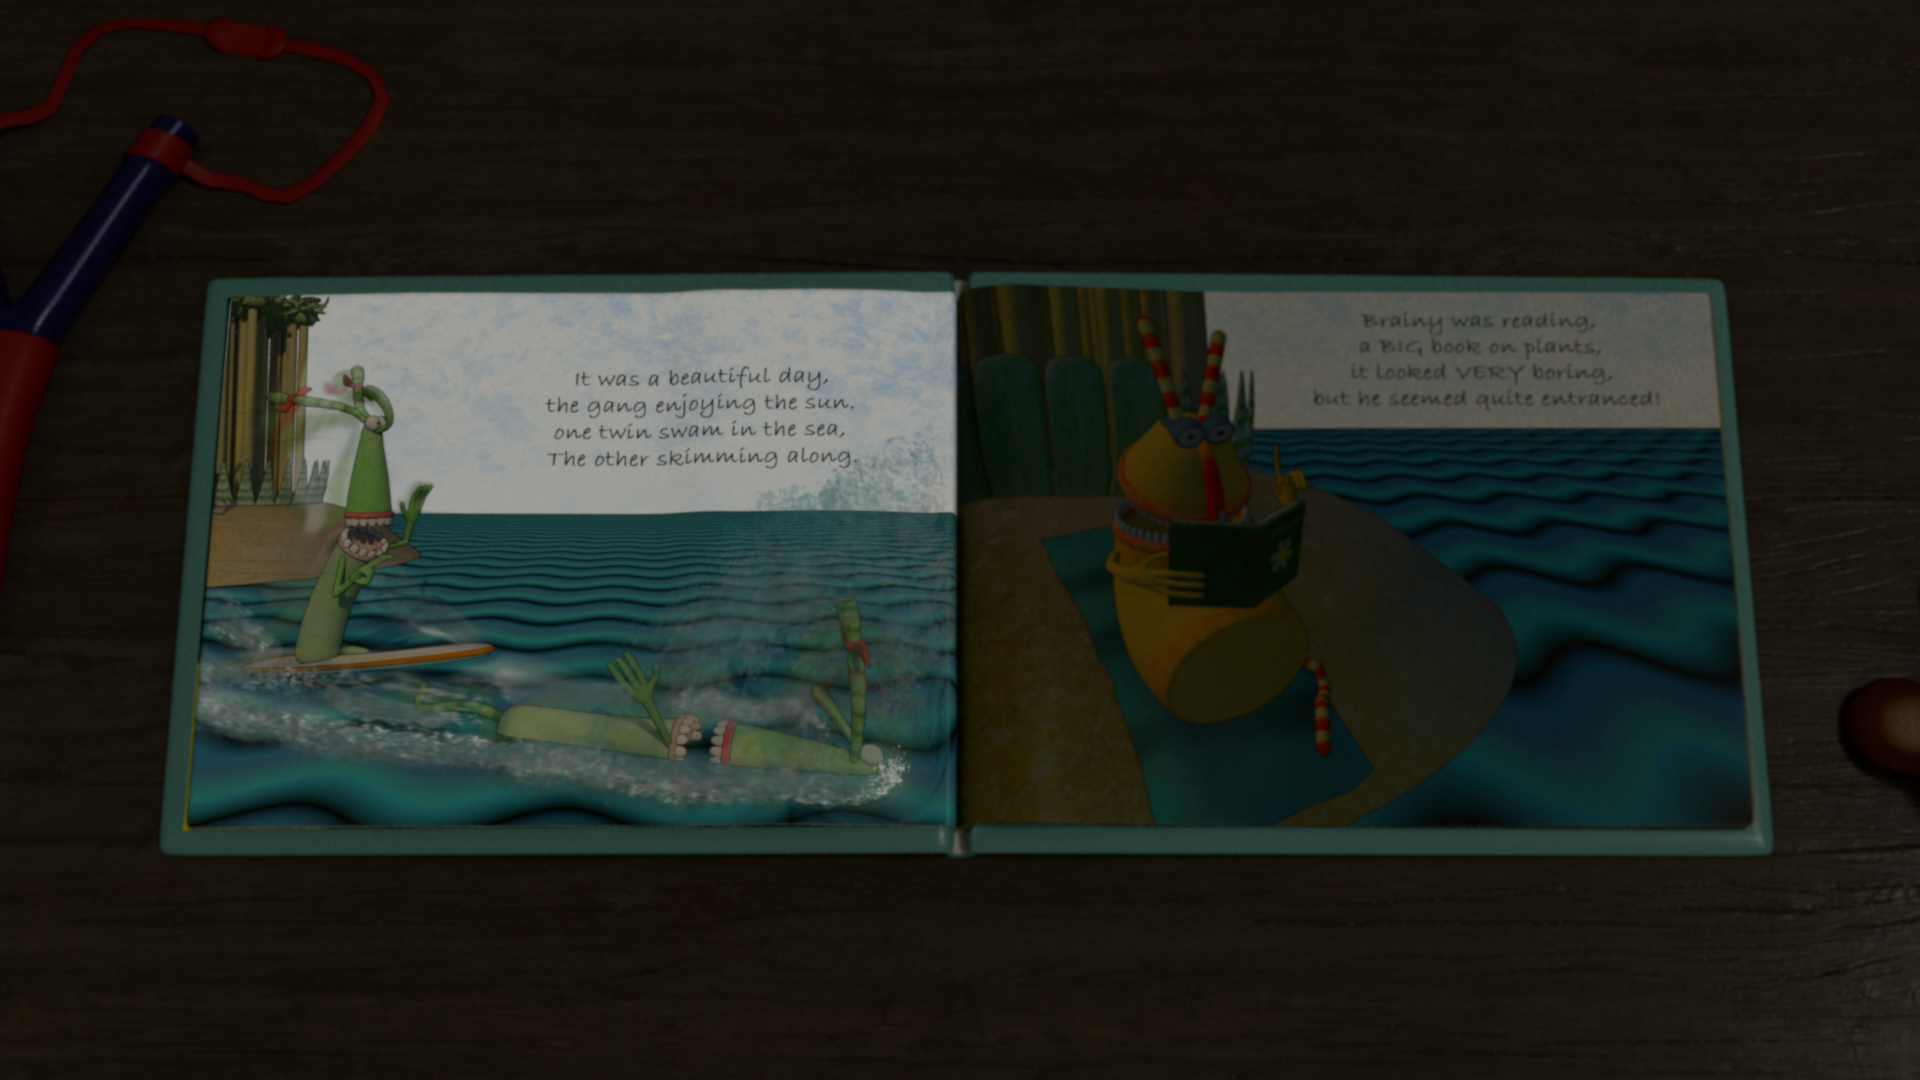 It was a beautiful day,
the gang enjoying the sun.
one twin swam in the sea,
The other skimming along.
Brainy was reading,
a BIG book on plants,
it looked VERY boring,
but he seemed quite entranced!